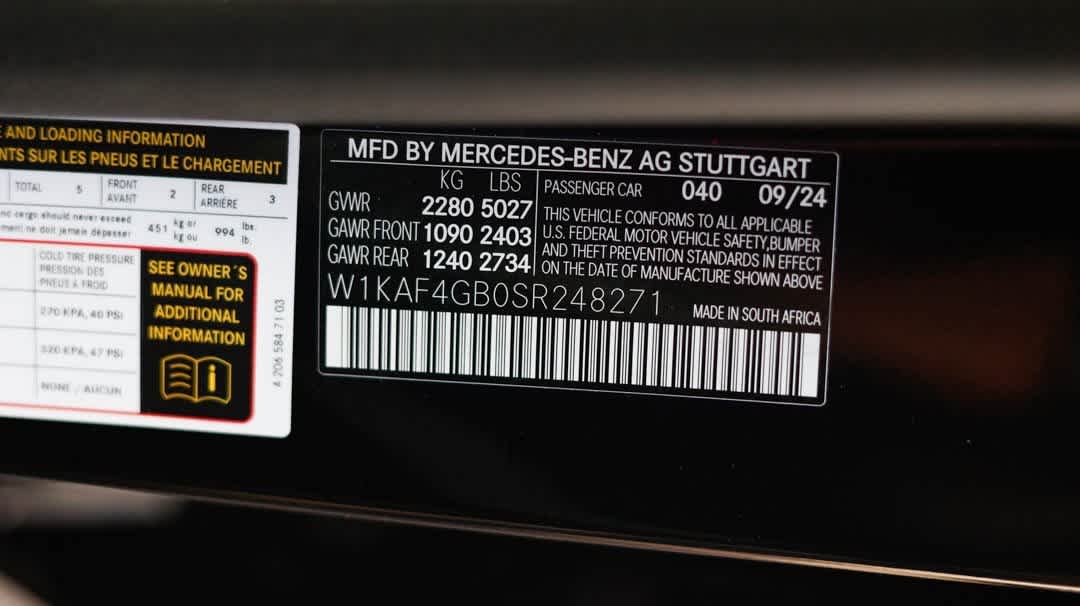 E AND LOADING INFORMATION
NTS SUR LES PNEUS ET LE CHARGEMENT
TOTAL 5 FRONT AVANT 2 REAR ARRIÈRE 3
nd cargo should never exceed
ment ne doit jamais dépasser
451 kg or kg ou 994 lbs. lb.
COLD TIRE PRESSURE
PRESSION DES
PNEUS À FROID
270 KPA, 40 PSI
320 KPA, 47 PSI
NONE / AUCUN
SEE OWNER´S
MANUAL FOR
ADDITIONAL
INFORMATION
A 206 584 71 03
MFD BY MERCEDES-BENZ AG STUTTGART
KG LBS
GVWR 2280 5027
GAWR FRONT 1090 2403
GAWR REAR 1240 2734
PASSENGER CAR 040 09/24
THIS VEHICLE CONFORMS TO ALL APPLICABLE
U.S. FEDERAL MOTOR VEHICLE SAFETY,BUMPER
AND THEFT PREVENTION STANDARDS IN EFFECT
ON THE DATE OF MANUFACTURE SHOWN ABOVE
W1KAF4GB0SR248271
MADE IN SOUTH AFRICA